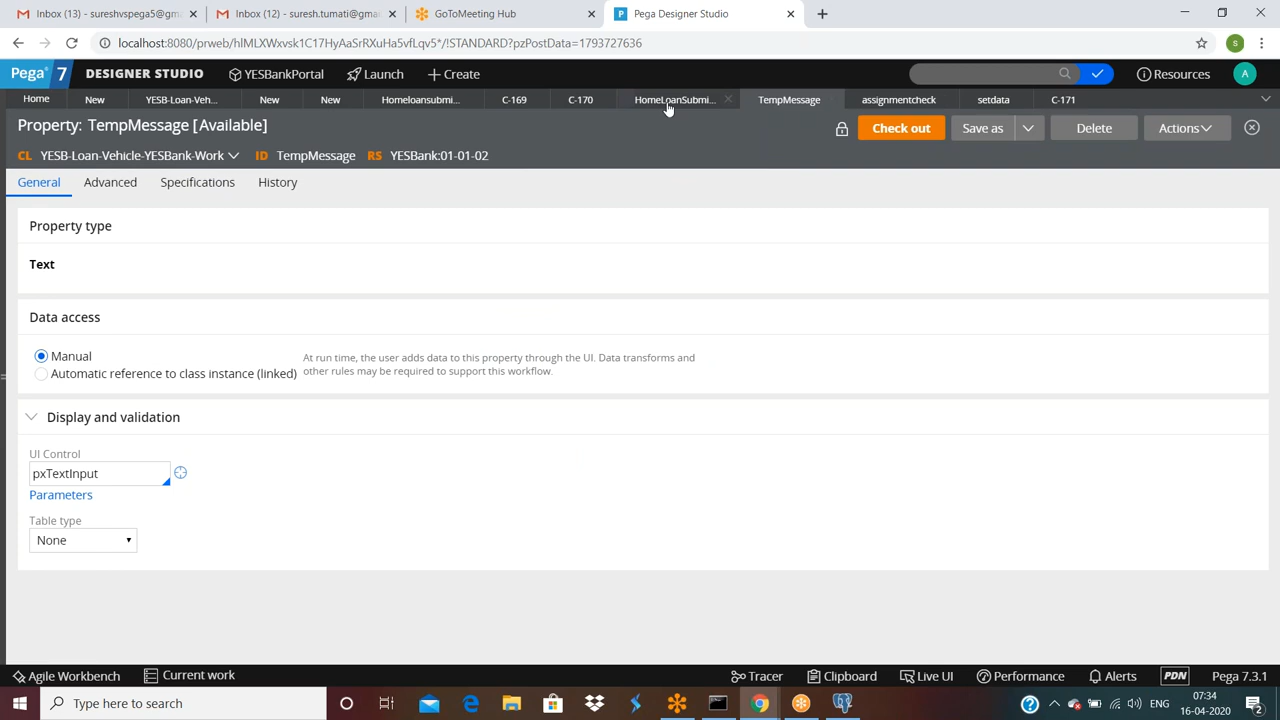 Inbox (13) - sureshvspega5@gm
Inbox (12) - suresh.tumati@gmai
GoToMeeting Hub
Pega Designer Studio
localhost:8080/prweb/hlMLXWxvsk1C17HyAaSrRXuHa5vfLqv5*/!STANDARD?pzPostData=1793727636
S
Pega 7 DESIGNER STUDIO YESBankPortal Launch Create Resources A
Home New YESB-Loan-Veh... New New Homeloansubmi... C-169 C-170 HomeLoanSubmi... TempMessage assignmentcheck setdata C-171
Property: TempMessage [Available]
Check out Save as Delete Actions
CL YESB-Loan-Vehicle-YESBank-Work ID TempMessage RS YESBank:01-01-02
General Advanced Specifications History
Property type
Text
Data access
Manual
Automatic reference to class instance (linked)
At run time, the user adds data to this property through the UI. Data transforms and
other rules may be required to support this workflow.
Display and validation
UI Control
pxTextInput
Parameters
Table type
None
Agile Workbench Current work Tracer Clipboard Live UI Performance Alerts PDN Pega 7.3.1
Type here to search
ENG
07:34
16-04-2020
2